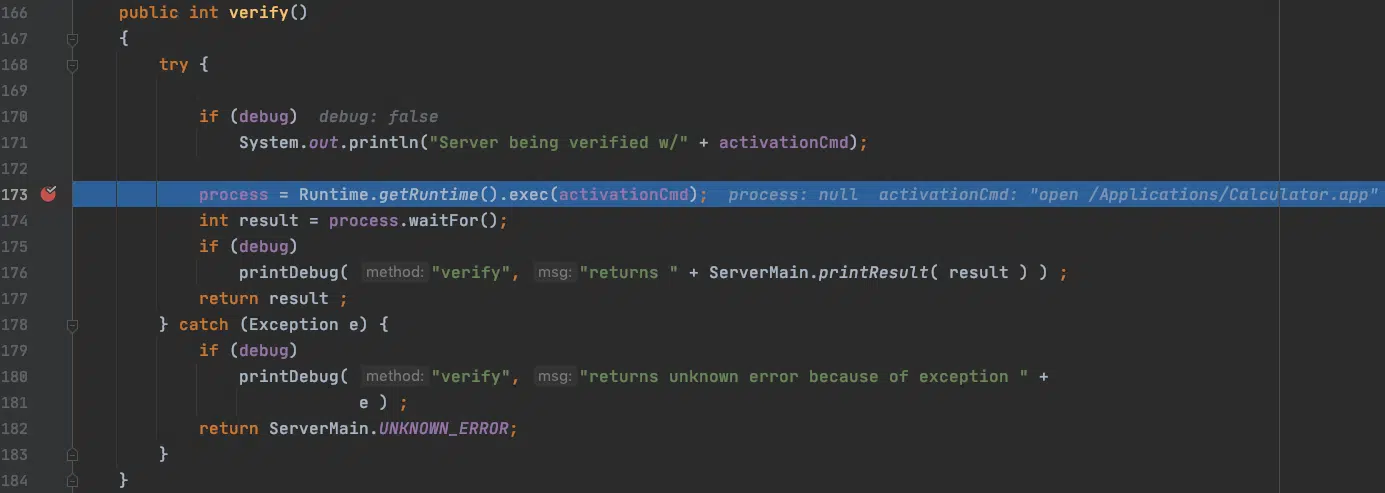 166 public int verify()
167 {
168 try {
169
170 if (debug) debug: false
171 System.out.println("Server being verified w/" + activationCmd);
172
173 process = Runtime.getRuntime().exec(activationCmd); process: null activationCmd: "open /Applications/Calculator.app"
174 int result = process.waitFor();
175 if (debug)
176 printDebug( method: "verify", msg: "returns " + ServerMain.printResult( result ) ) ;
177 return result ;
178 } catch (Exception e) {
179 if (debug)
180 printDebug( method: "verify", msg: "returns unknown error because of exception " +
181 e ) ;
182 return ServerMain.UNKNOWN_ERROR;
183 }
184 }